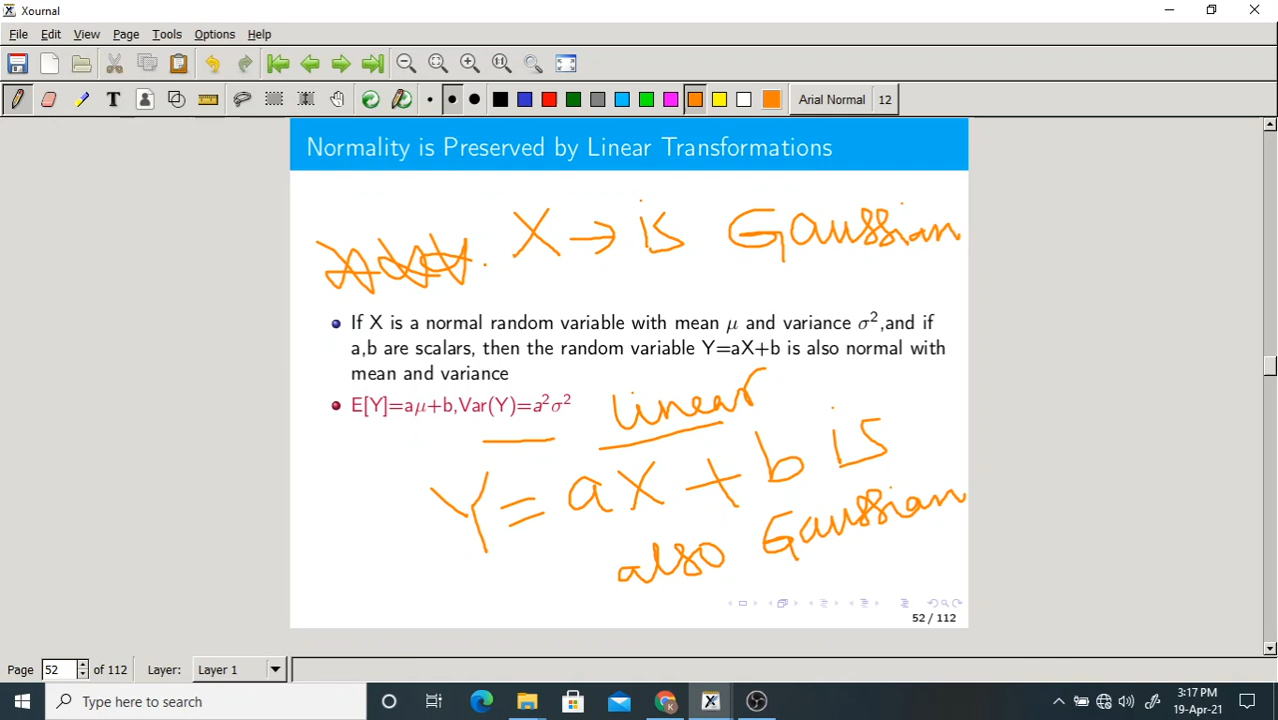 Xournal
File Edit View Page Tools Options Help
Arial Normal 12
Normality is Preserved by Linear Transformations
X → is Gaussian
If X is a normal random variable with mean μ and variance σ²,and if
a,b are scalars, then the random variable Y=aX+b is also normal with
mean and variance
E[Y]=aμ+b,Var(Y)=a²σ²
linear
Y = aX + b is
also Gaussian
52 / 112
Page 52 of 112 Layer: Layer 1
Type here to search
3:17 PM
19-Apr-21